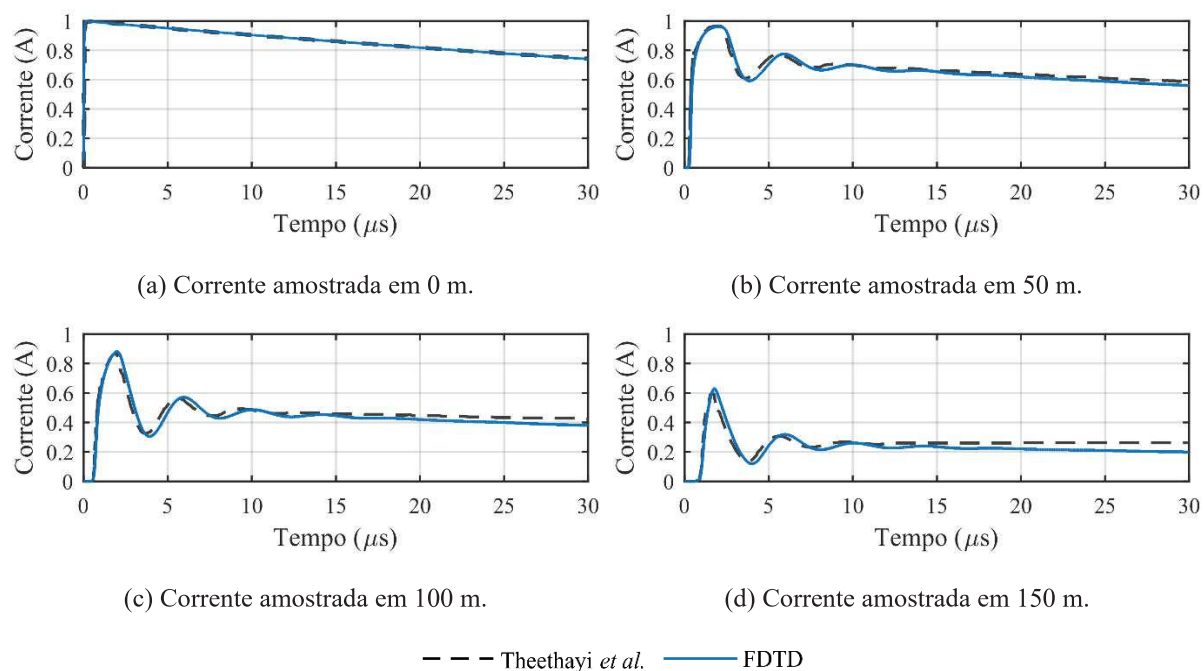 1
0.8
0.6
0.4
0.2
0
Corrente (A)
0 5 10 15 20 25 30
Tempo (μs)
(a) Corrente amostrada em 0 m.
1
0.8
0.6
0.4
0.2
0
Corrente (A)
0 5 10 15 20 25 30
Tempo (μs)
(b) Corrente amostrada em 50 m.
1
0.8
0.6
0.4
0.2
0
Corrente (A)
0 5 10 15 20 25 30
Tempo (μs)
(c) Corrente amostrada em 100 m.
1
0.8
0.6
0.4
0.2
0
Corrente (A)
0 5 10 15 20 25 30
Tempo (μs)
(d) Corrente amostrada em 150 m.
Theethayi et al. FDTD